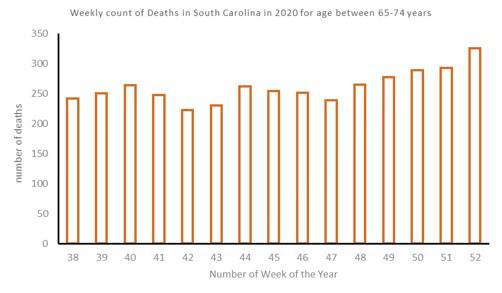 Weekly count of Deaths in South Carolina in 2020 for age between 65-74 years
350
300
250
200
150
100
50
0
number of deaths
38 39 40 41 42 43 44 45 46 47 48 49 50 51 52
Number of Week of the Year